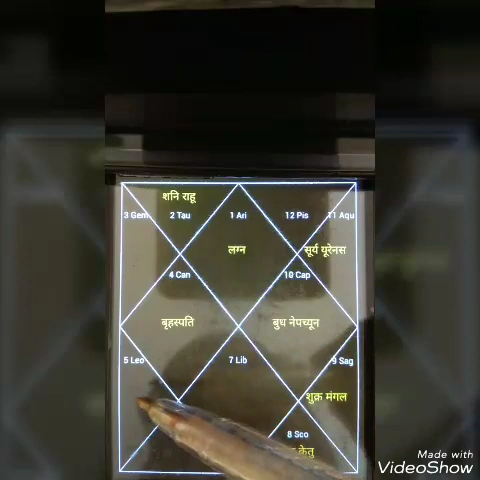 शनि राहू
3 Gem 2 Tau 1 Ari 12 Pis 11 Aqu
लग्न सूर्य यूरेनस
4 Can 10 Cap
बृहस्पति बुध नेपच्यून
5 Leo 7 Lib 9 Sag
शुक्र मंगल
8 Sco
केतु
Made with
VideoShow